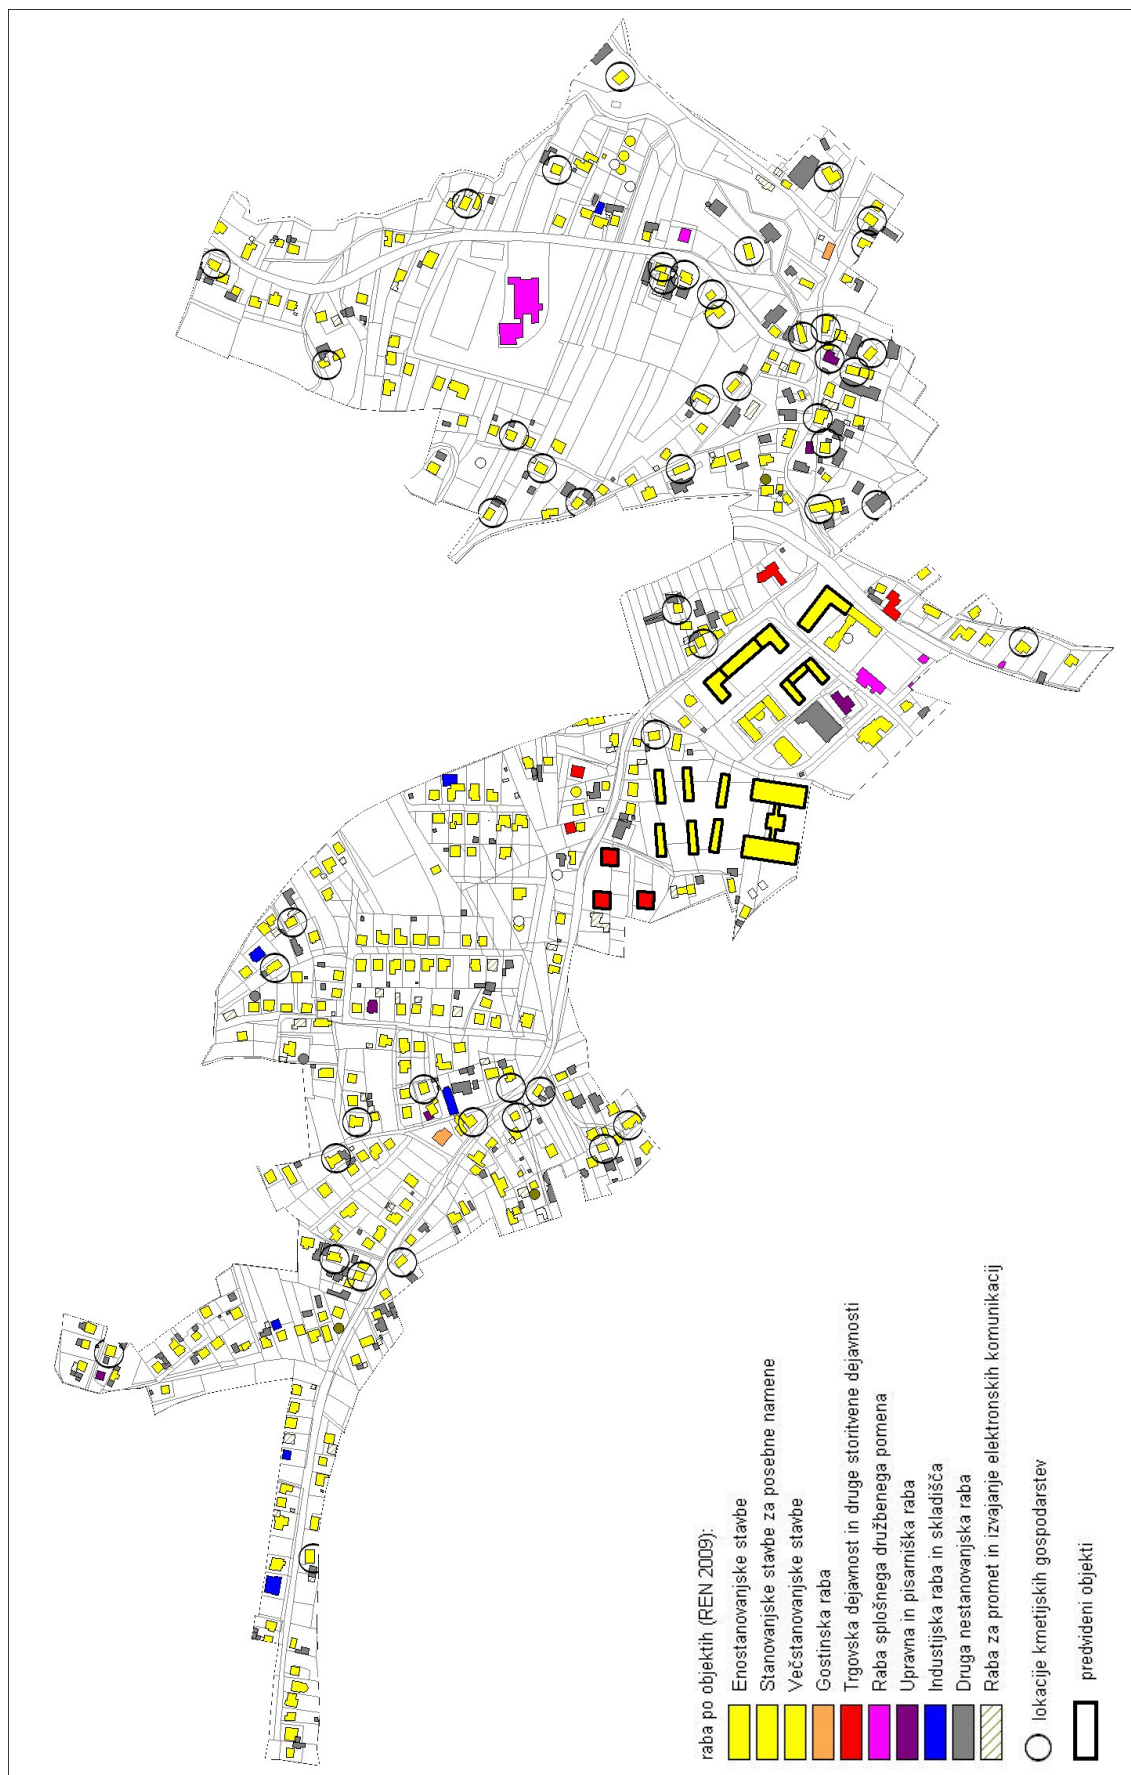 raba po objektih (REN 2009):
Enostanovanjske stavbe
Stanovanjske stavbe za posebne namene
Večstanovanjske stavbe
Gostinska raba
Trgovska dejavnost in druge storitvene dejavnosti
Raba splošnega družbenega pomena
Upravna in pisarniška raba
Industijska raba in skladišča
Druga nestanovanjska raba
Raba za promet in izvajanje elektronskih komunikacij
lokacije kmetijskih gospodarstev
predvideni objekti